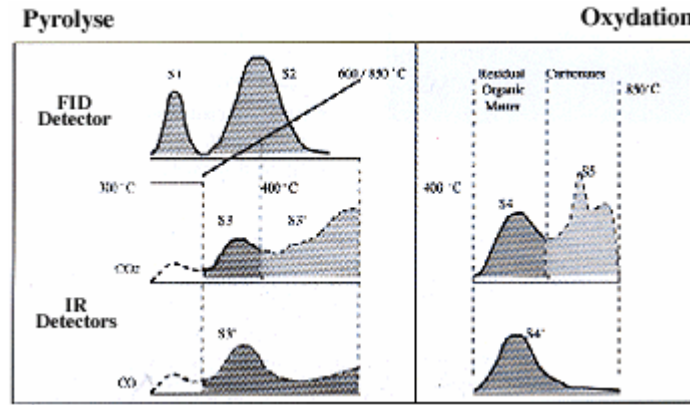 Pyrolyse
Oxydation
FID
Detector
S1
S2
600 / 850 °C
Residual
Organic
Matter
Carbonates
850°C
300 °C
400 °C
400 °C
S3
S3'
S4
S5
CO2
IR
Detectors
S3"
S4"
CO